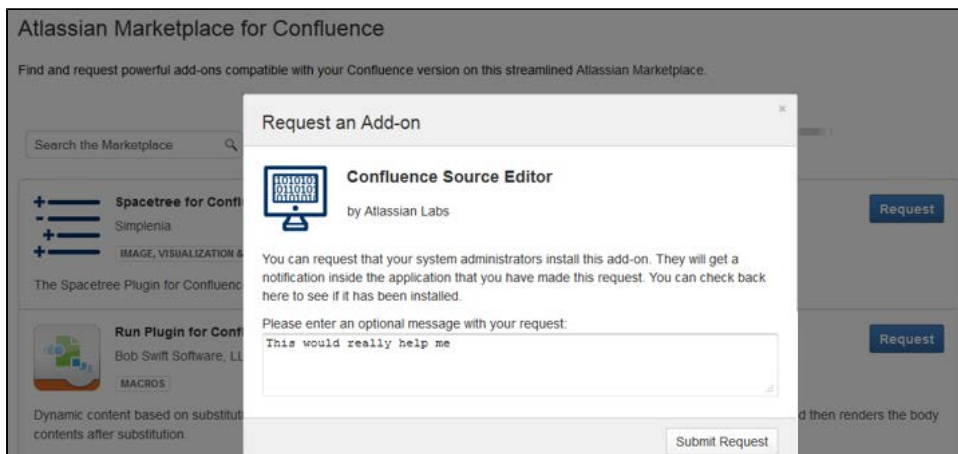 Atlassian Marketplace for Confluence
Find and request powerful add-ons compatible with your Confluence version on this streamlined Atlassian Marketplace.
Search the Marketplace
Request an Add-on
×
101010
011010
010101
Confluence Source Editor
by Atlassian Labs
Spacetree for Confl
Simplenia
IMAGE, VISUALIZATION &
Request
The Spacetree Plugin for Confluenc
You can request that your system administrators install this add-on. They will get a
notification inside the application that you have made this request. You can check back
here to see if it has been installed.
Please enter an optional message with your request:
This would really help me
Run Plugin for Conf
Bob Swift Software, LL
MACROS
Request
Dynamic content based on substituti
d then renders the body
contents after substitution.
Submit Request